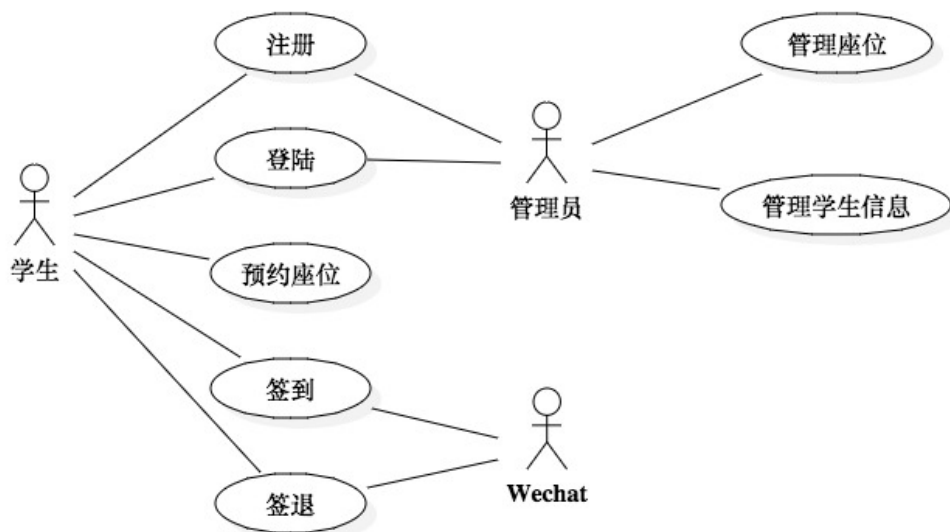 注册
管理座位
登陆
管理员
管理学生信息
学生
预约座位
签到
Wechat
签退